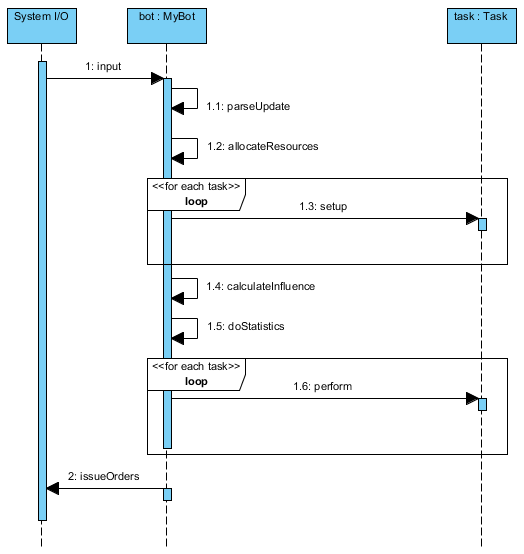 System I/O
bot : MyBot
task : Task
1: input
1.1: parseUpdate
1.2: allocateResources
<<for each task>>
loop
1.3: setup
1.4: calculateInfluence
1.5: doStatistics
<<for each task>>
loop
1.6: perform
2: issueOrders